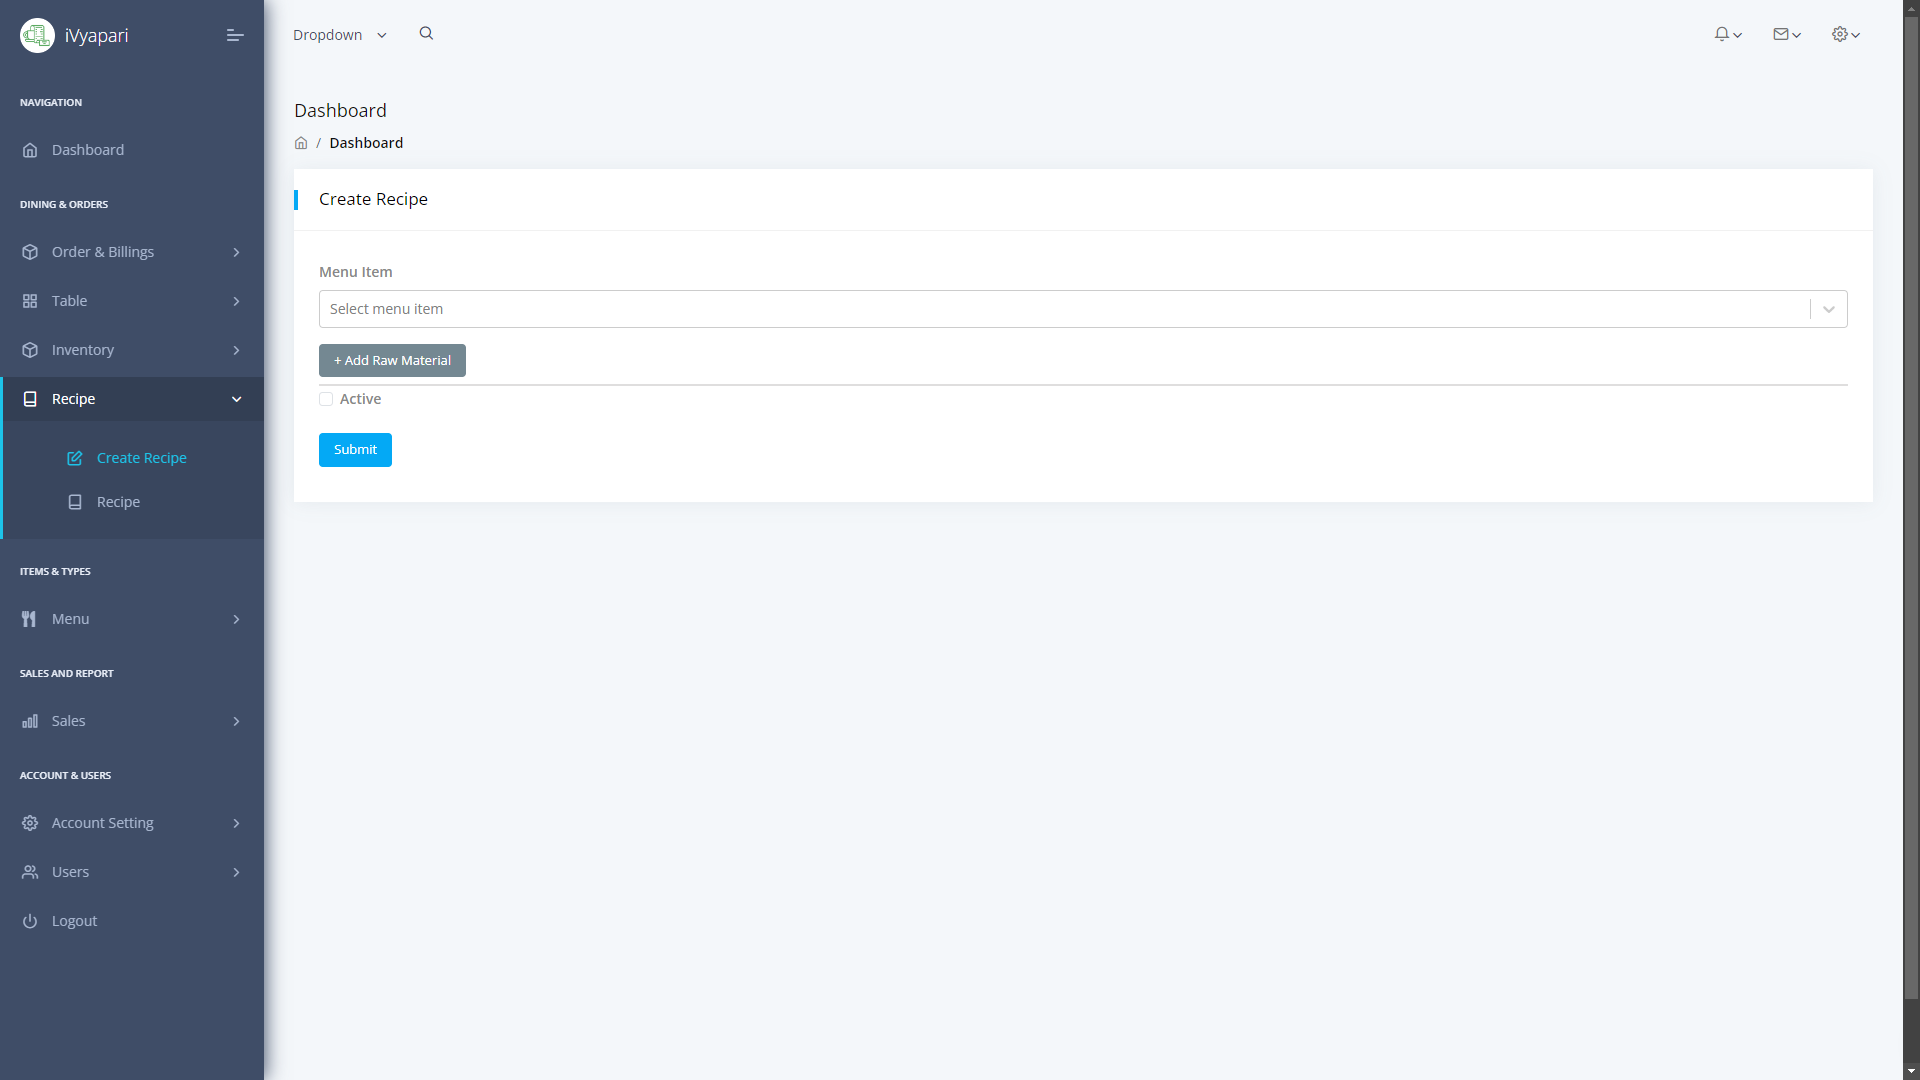 iVyapari
Dropdown
NAVIGATION
Dashboard
DINING & ORDERS
Order & Billings
Table
Inventory
Recipe
Create Recipe
Recipe
ITEMS & TYPES
Menu
SALES AND REPORT
Sales
ACCOUNT & USERS
Account Setting
Users
Logout
Dashboard
/ Dashboard
Create Recipe
Menu Item
Select menu item
+ Add Raw Material
Active
Submit